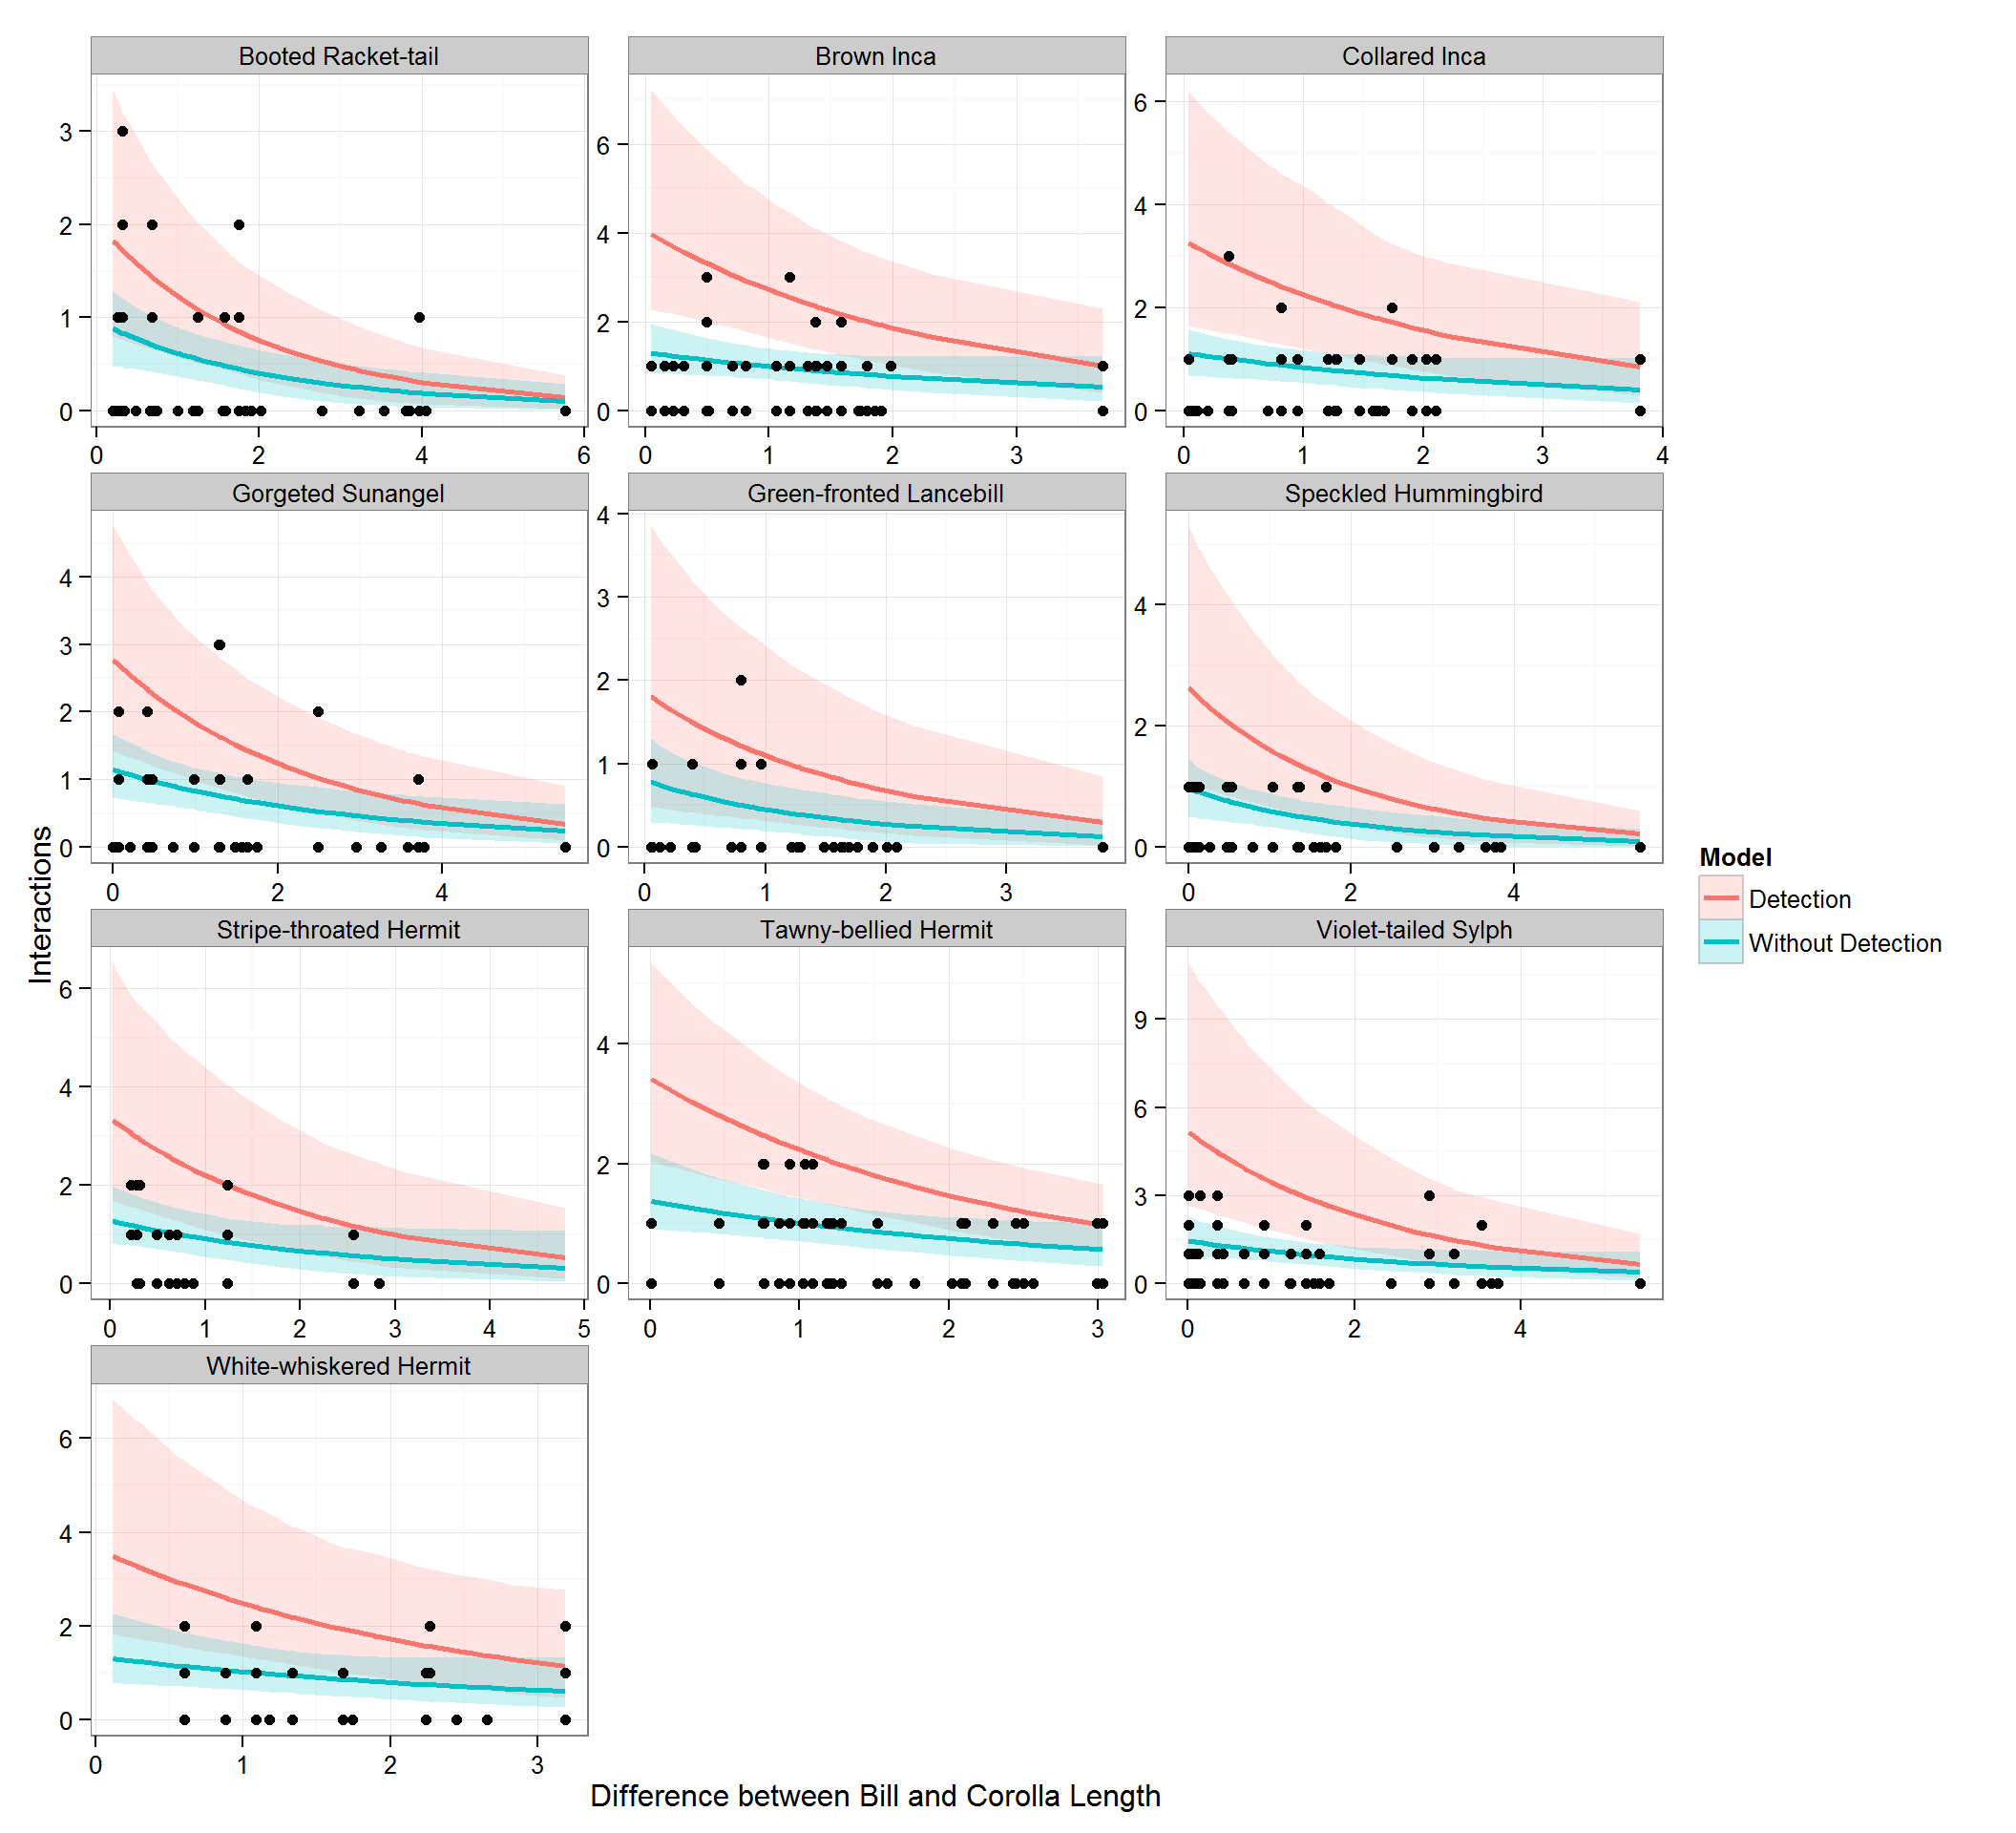 Booted Racket-tail
Brown Inca
Collared Inca
3
2
1
0
6
4
2
0
6
4
2
0
0 2 4 6
0 1 2 3
0 1 2 3 4
Gorgeted Sunangel
Green-fronted Lancebill
Speckled Hummingbird
4
3
2
1
0
4
3
2
1
0
4
2
0
0 2 4
0 1 2 3
0 2 4
Stripe-throated Hermit
Tawny-bellied Hermit
Violet-tailed Sylph
6
4
2
0
4
2
0
9
6
3
0
0 1 2 3 4 5
0 1 2 3
0 2 4
White-whiskered Hermit
6
4
2
0
0 1 2 3
Interactions
Difference between Bill and Corolla Length
Model
Detection
Without Detection